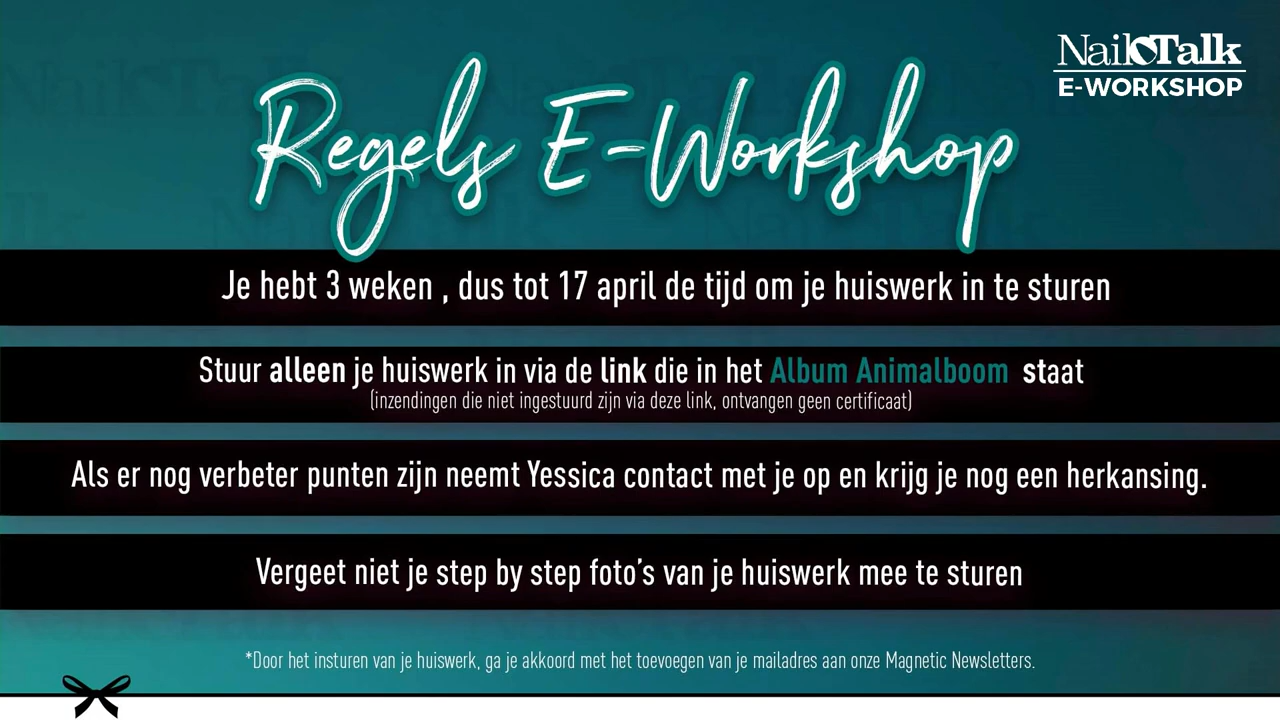 Nail Talk
E-WORKSHOP
Regels E-Workshop
Je hebt 3 weken , dus tot 17 april de tijd om je huiswerk in te sturen
Stuur alleen je huiswerk in via de link die in het Album Animalboom staat
(inzendingen die niet ingestuurd zijn via deze link, ontvangen geen certificaat)
Als er nog verbeter punten zijn neemt Yessica contact met je op en krijg je nog een herkansing.
Vergeet niet je step by step foto's van je huiswerk mee te sturen
*Door het insturen van je huiswerk, ga je akkoord met het toevoegen van je mailadres aan onze Magnetic Newsletters.